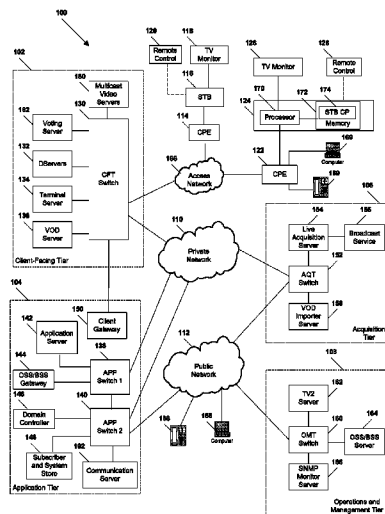 100
102
160
Multicast
Video
Servers
130
162
Voting
Server
132
DServers
134
Terminal
Server
136
VOD
Server
CFT
Switch
Client-Facing Tier
120
Remote
Control
118
TV
Monitor
116
STB
114
CPE
166
Access
Network
126
TV Monitor
128
Remote
Control
170
172
174
124
Processor
STB CP
Memory
122
CPE
Computer
110
Private
Network
106
154
Live
Acquisition
Server
Broadcast
Service
152
AQT
Switch
VOD
Importer
Server
Acquisition
Tier
104
150
Client
Gateway
142
Application
Server
138
144
OSS/BSS
Gateway
APP
Switch 1
146
Domain
Controller
140
APP
Switch 2
148
Subscriber
and System
Store
192
Communication
Server
Application Tier
112
Public
Network
Computer
TV2
Server
OMT
Switch
164
OSS/BSS
Server
SNMP
Monitor
Server
Operations and
Management Tier